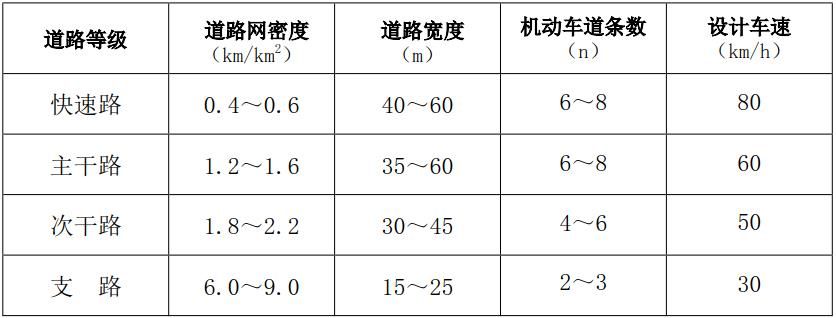 道路等级 道路网密度 道路宽度 机动车道条数 设计车速
（km/km²） （m） （n） （km/h）
快速路 0.4～0.6 40～60 6～8 80
主干路 1.2～1.6 35～60 6～8 60
次干路 1.8～2.2 30～45 4～6 50
支 路 6.0～9.0 15～25 2～3 30